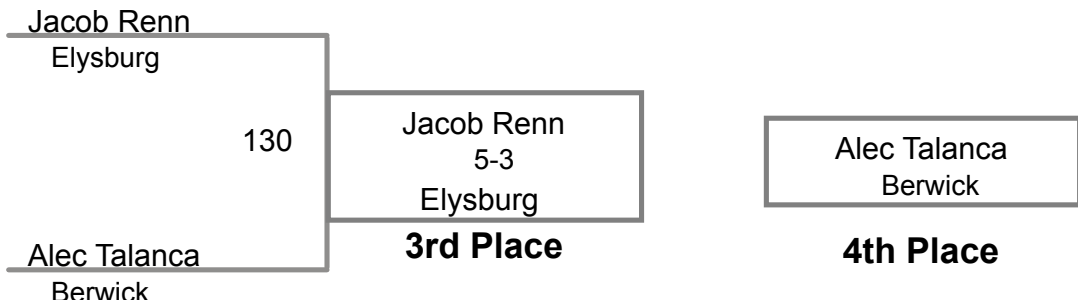 Jacob Renn
Elysburg
130
Alec Talanca
Berwick
Jacob Renn
5-3
Elysburg
3rd Place
Alec Talanca
Berwick
4th Place